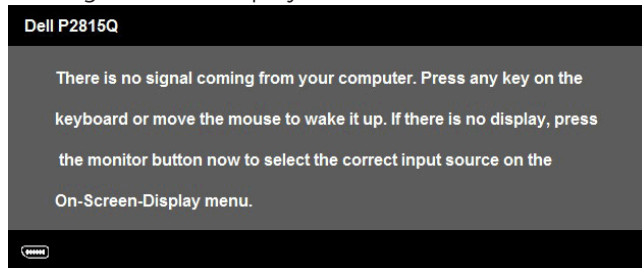 Dell P2815Q
There is no signal coming from your computer. Press any key on the
keyboard or move the mouse to wake it up. If there is no display, press
the monitor button now to select the correct input source on the
On-Screen-Display menu.